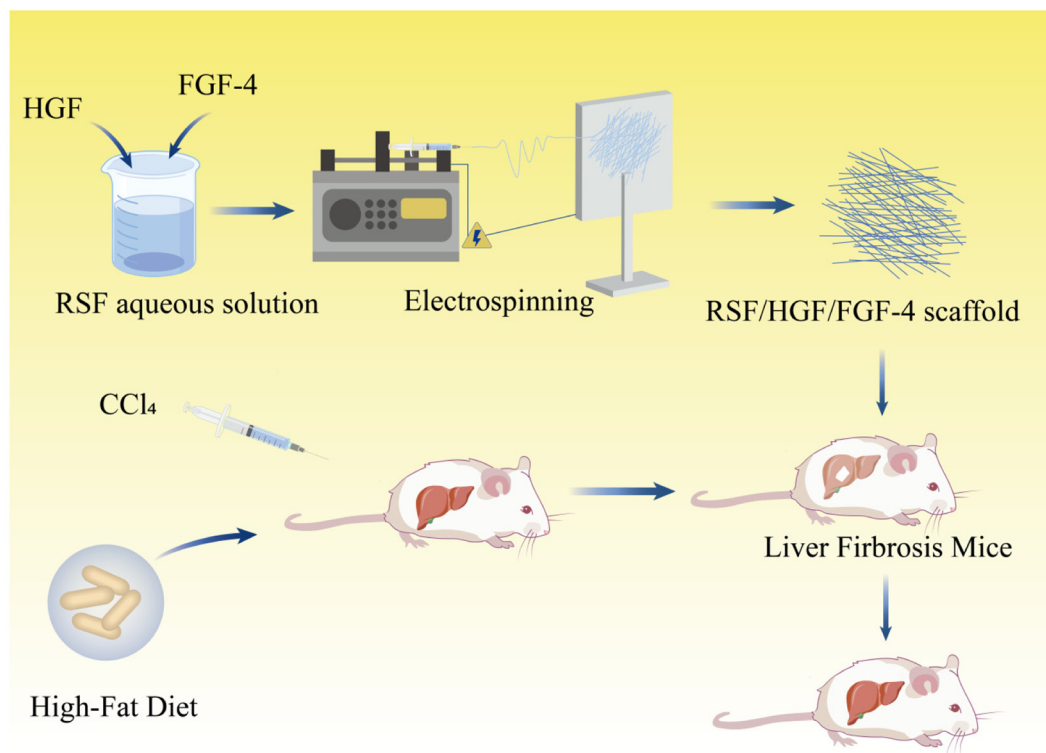 HGF
FGF-4
RSF aqueous solution
Electrospinning
RSF/HGF/FGF-4 scaffold
CCl₄
Liver Firbrosis Mice
High-Fat Diet